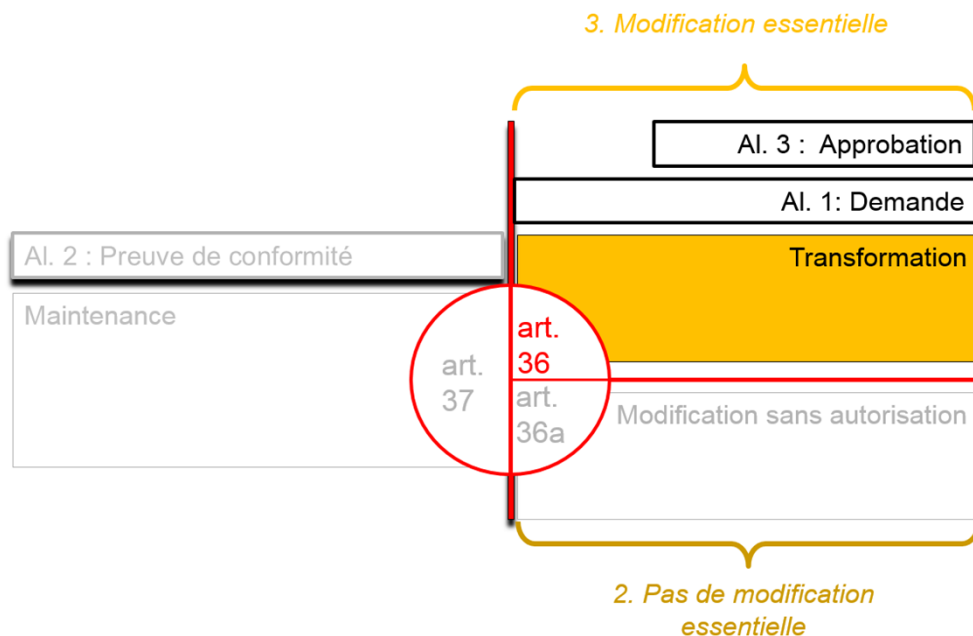 3. Modification essentielle
Al. 3 : Approbation
Al. 1: Demande
Al. 2 : Preuve de conformité
Transformation
Maintenance
art.
36
art.
37
art.
36a
Modification sans autorisation
2. Pas de modification
essentielle